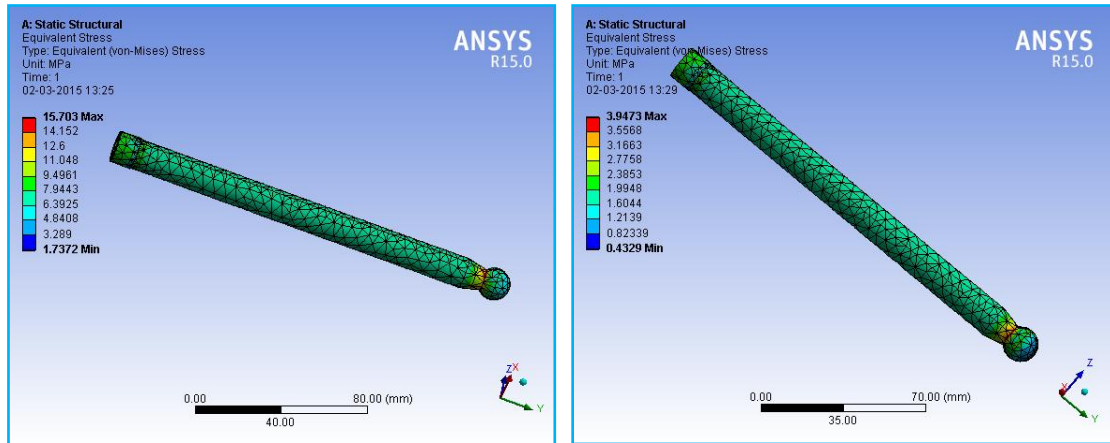 A: Static Structural
Equivalent Stress
Type: Equivalent (von-Mises) Stress
Unit: MPa
Time: 1
02-03-2015 13:25
ANSYS
R15.0
15.703 Max
14.152
12.6
11.048
9.4961
7.9443
6.3925
4.8408
3.289
1.7372 Min
Z X
Y
0.00 80.00 (mm)
40.00
A: Static Structural
Equivalent Stress
Type: Equivalent (von-Mises) Stress
Unit: MPa
Time: 1
02-03-2015 13:29
ANSYS
R15.0
3.9473 Max
3.5568
3.1663
2.7758
2.3853
1.9948
1.6044
1.2139
0.82339
0.4329 Min
Z
X
Y
0.00 70.00 (mm)
35.00